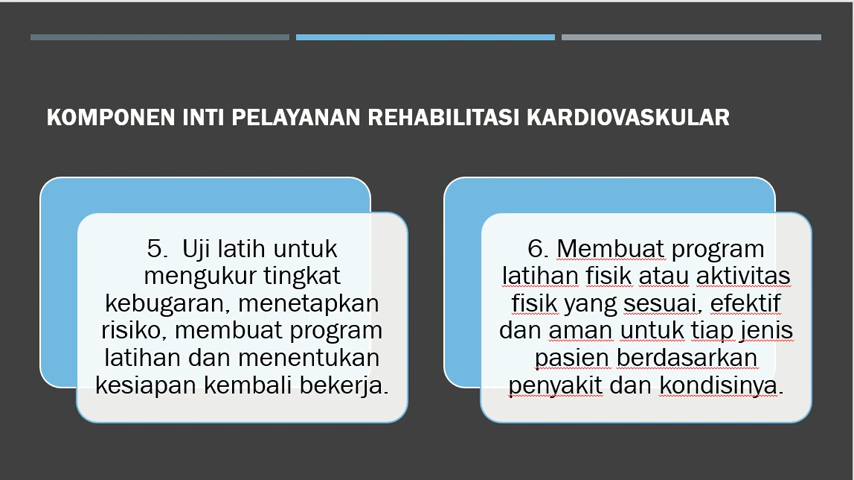 KOMPONEN INTI PELAYANAN REHABILITASI KARDIOVASKULAR
5. Uji latih untuk
mengukur tingkat
kebugaran, menetapkan
risiko, membuat program
latihan dan menentukan
kesiapan kembali bekerja.
6. Membuat program
latihan fisik atau aktivitas
fisik yang sesuai, efektif
dan aman untuk tiap jenis
pasien berdasarkan
penyakit dan kondisinya.